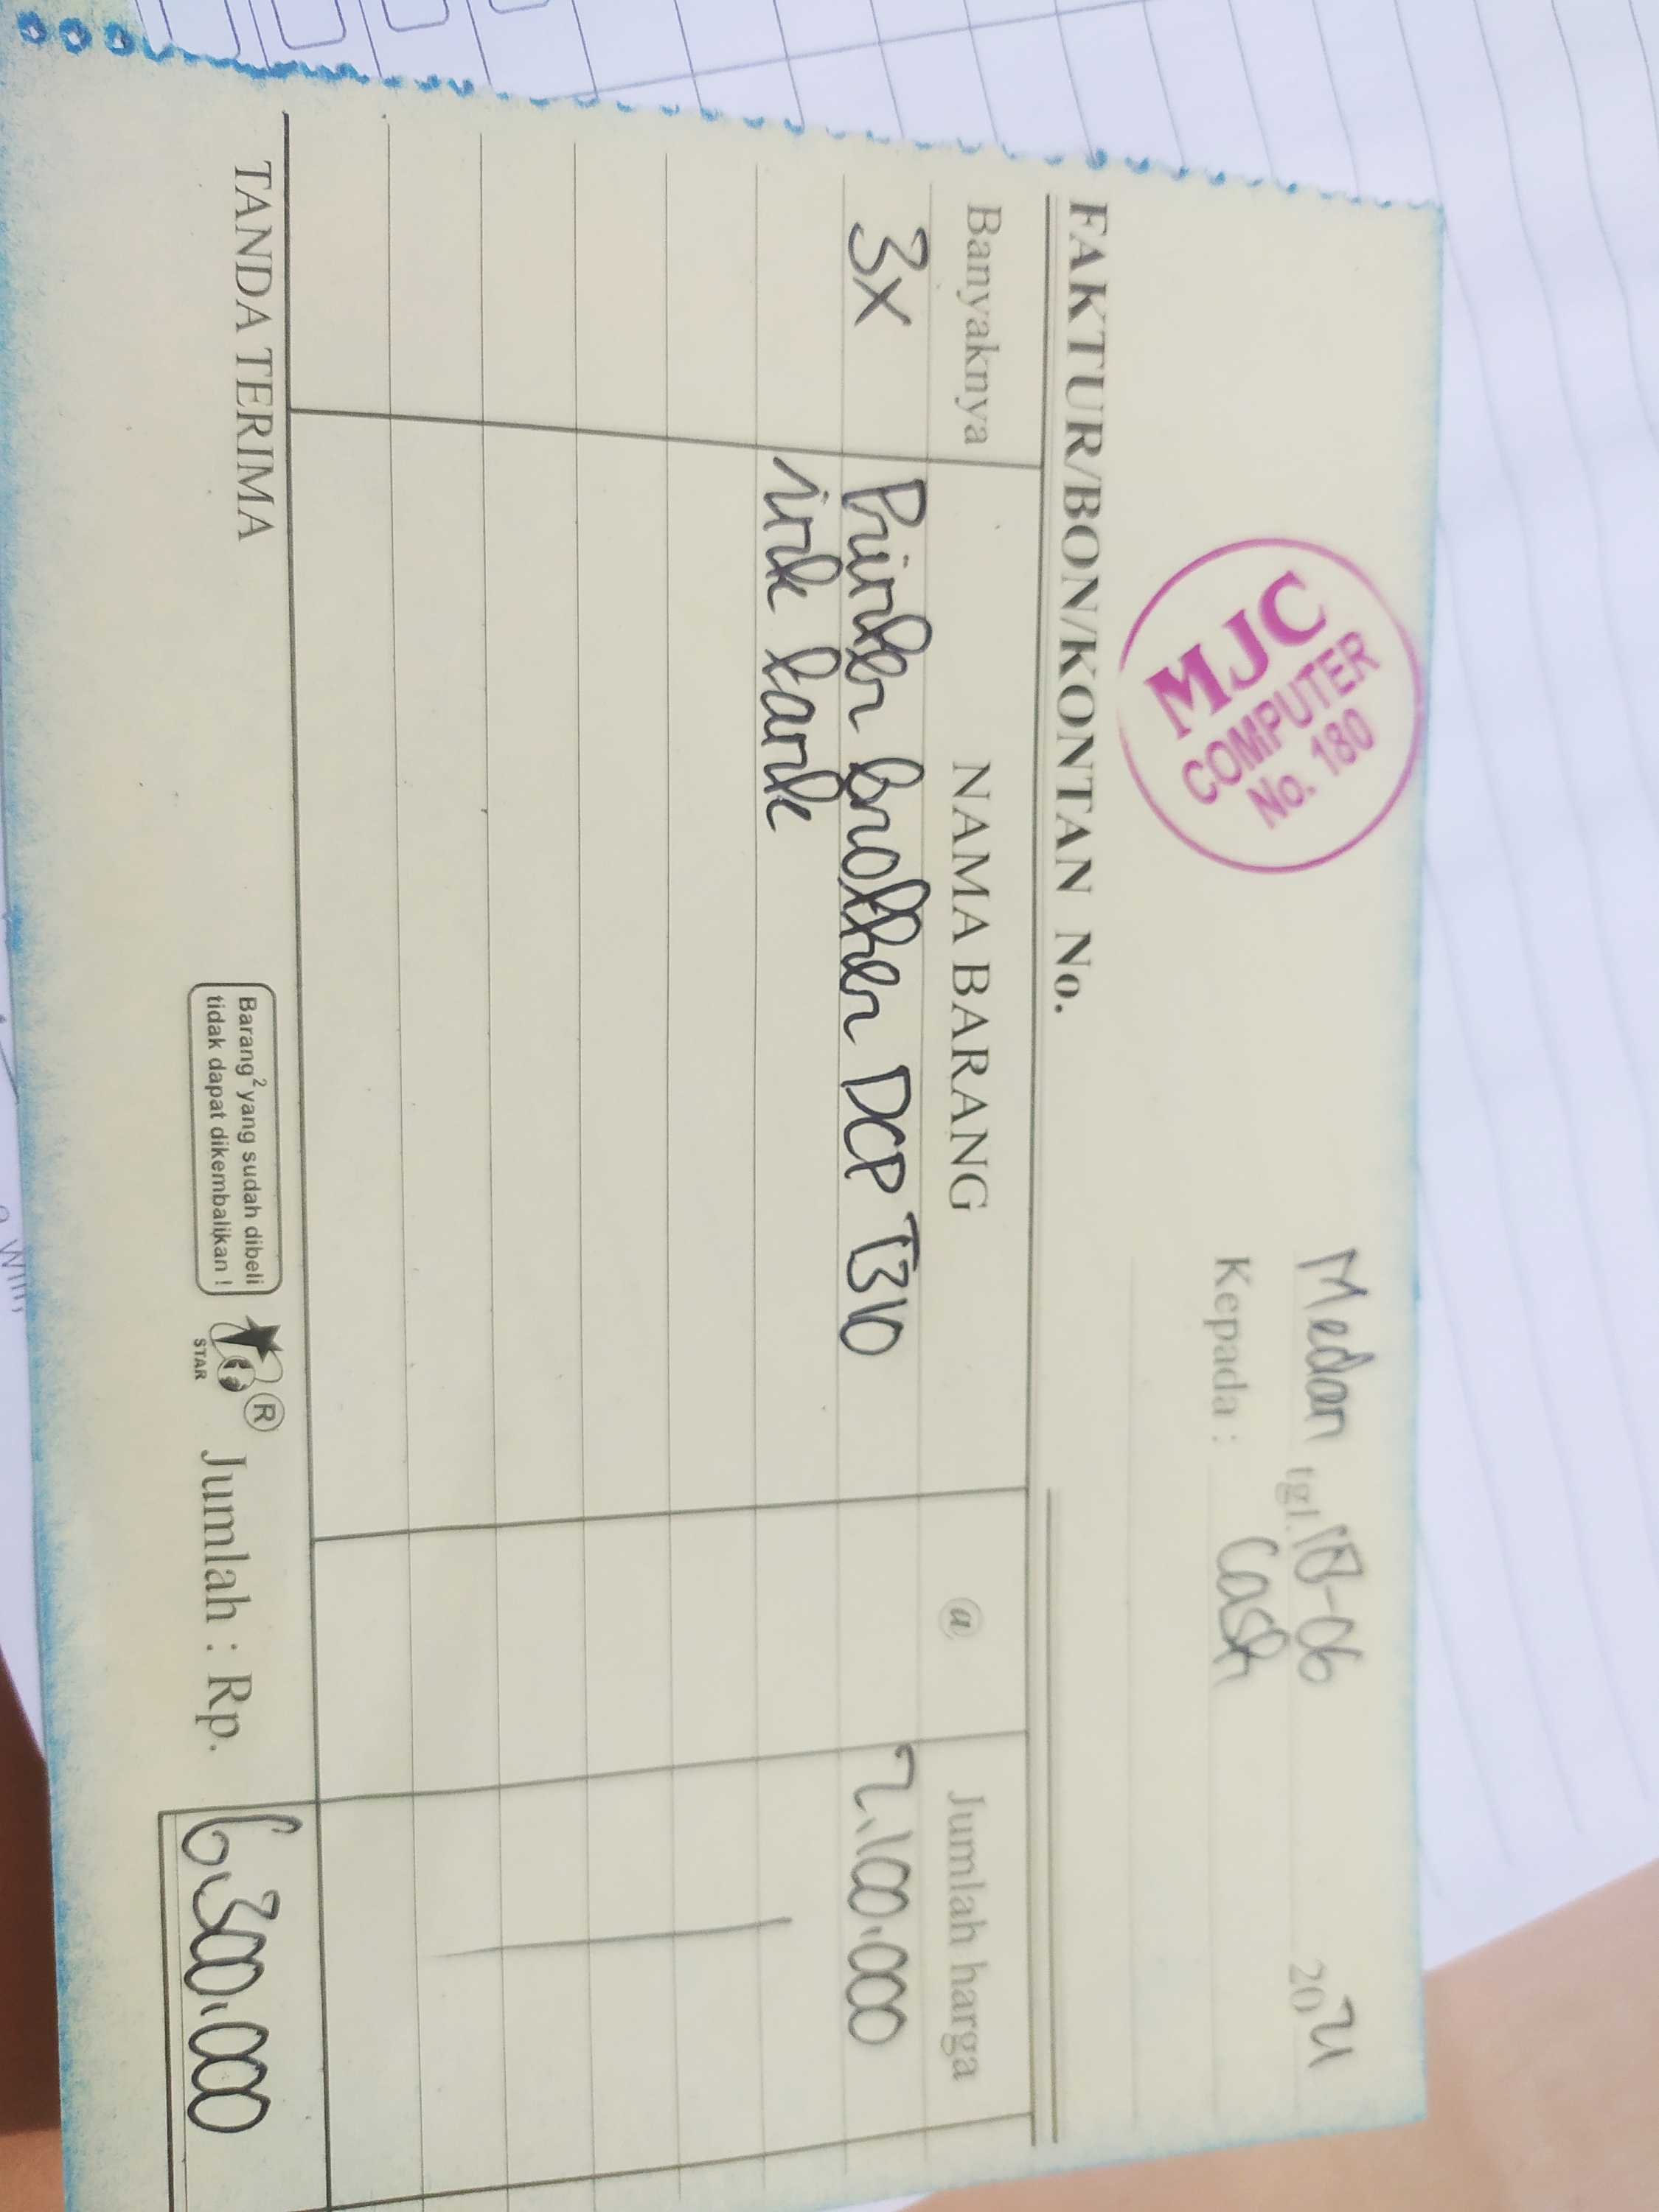 MJC
COMPUTER
No. 180
Medan tgl. 18-06 2021
Kepada : Cash
FAKTUR/BON/KONTAN No.
Banyaknya NAMA BARANG @ Jumlah harga
3x Printer brother DCP T310 2.100.000
ink tank
TANDA TERIMA
Barang² yang sudah dibeli
tidak dapat dikembalikan !
STAR
R
Jumlah : Rp. 6.300.000